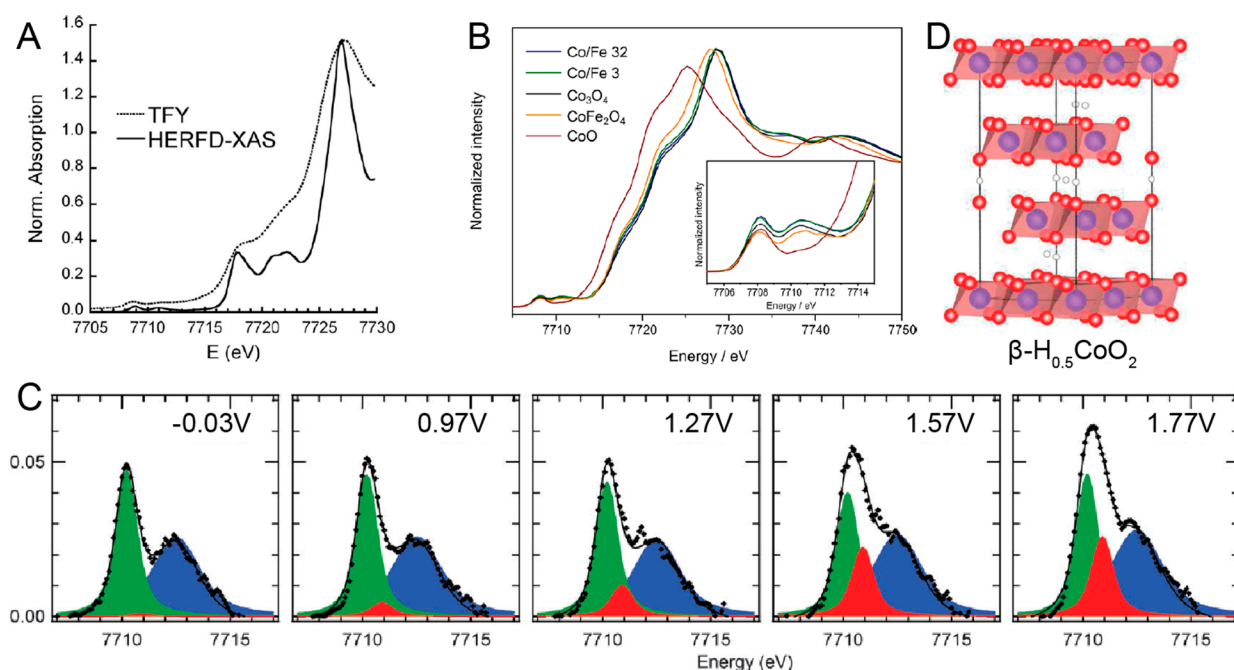 A
Norm. Absorption
1.6
1.5
1.2
0.9
0.6
0.4
0.2
0.0
TFY
HERFD-XAS
7705 7710 7715 7720 7725 7730
E (eV)
B
Normalized intensity
Co/Fe 32
Co/Fe 3
Co₃O₄
CoFe₂O₄
CoO
Normalized intensity
7706 7708 7710 7712 7714
Energy / eV
7710 7720 7730 7740 7750
Energy / eV
D
β-H₀.₅CoO₂
C
-0.03V 0.97V 1.27V 1.57V 1.77V
0.05
0.00
7710 7715 7710 7715 7710 7715 7710 7715 7710 7715
Energy (eV)